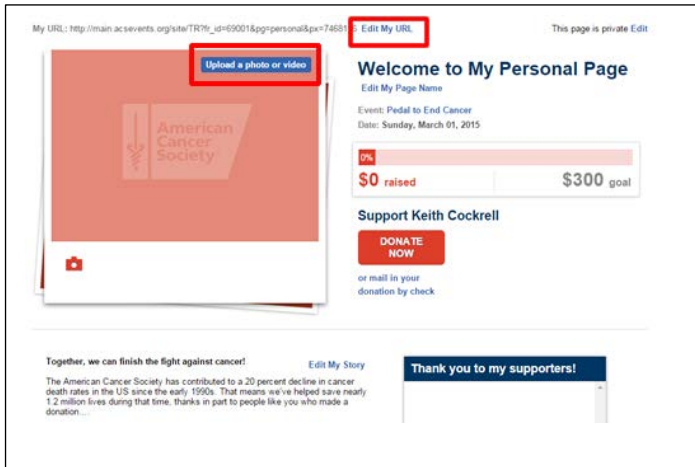 My URL: http://main.acsevents.org/site/TR?fr_id=69001&pg=personal&px=7468 Edit My URL
This page is private Edit
Upload a photo or video
American
Cancer
Society
Welcome to My Personal Page
Edit My Page Name
Event: Pedal to End Cancer
Date: Sunday, March 01, 2015
0%
$0 raised
$300 goal
Support Keith Cockrell
DONATE
NOW
or mail in your
donation by check
Together, we can finish the fight against cancer!
Edit My Story
The American Cancer Society has contributed to a 20 percent decline in cancer
death rates in the US since the early 1990s. That means we've helped save nearly
1.2 million lives during that time, thanks in part to people like you who made a
donation....
Thank you to my supporters!